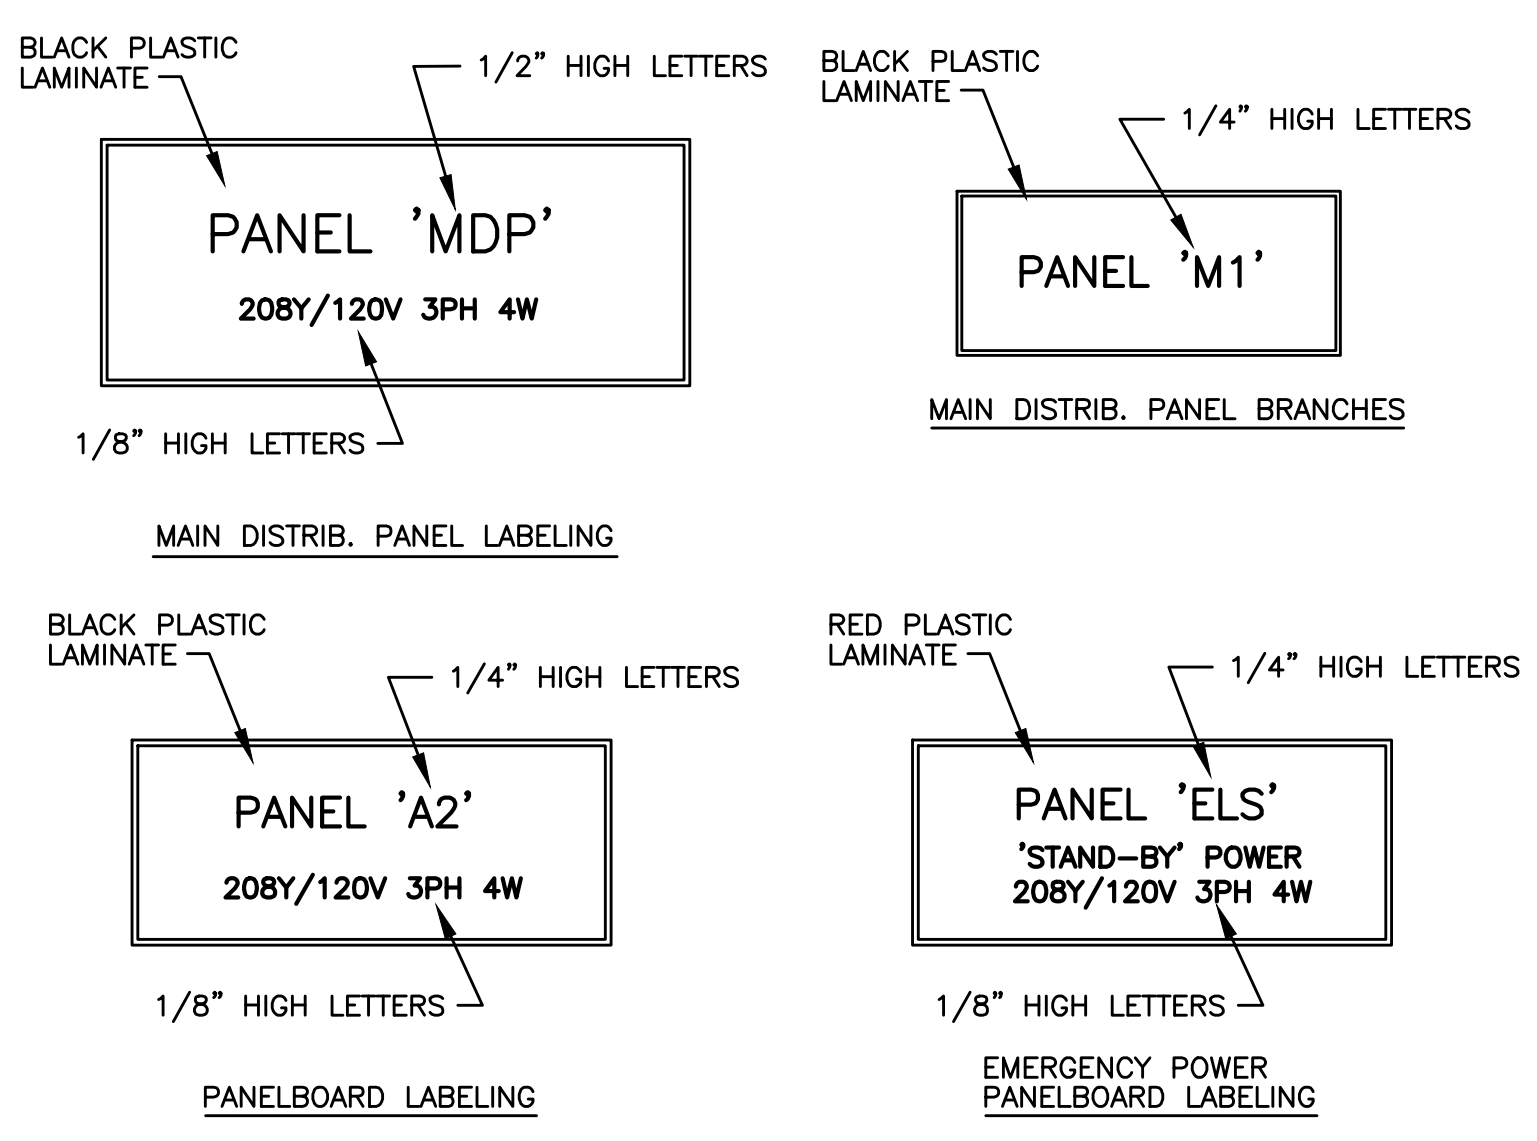 BLACK PLASTIC
LAMINATE
1/2” HIGH LETTERS
PANEL 'MDP'
208Y/120V 3PH 4W
1/8” HIGH LETTERS
MAIN DISTRIB. PANEL LABELING
BLACK PLASTIC
LAMINATE
1/4” HIGH LETTERS
PANEL 'M1'
MAIN DISTRIB. PANEL BRANCHES
BLACK PLASTIC
LAMINATE
1/4” HIGH LETTERS
PANEL 'A2'
208Y/120V 3PH 4W
1/8” HIGH LETTERS
PANELBOARD LABELING
RED PLASTIC
LAMINATE
1/4” HIGH LETTERS
PANEL 'ELS'
'STAND-BY' POWER
208Y/120V 3PH 4W
1/8” HIGH LETTERS
EMERGENCY POWER
PANELBOARD LABELING